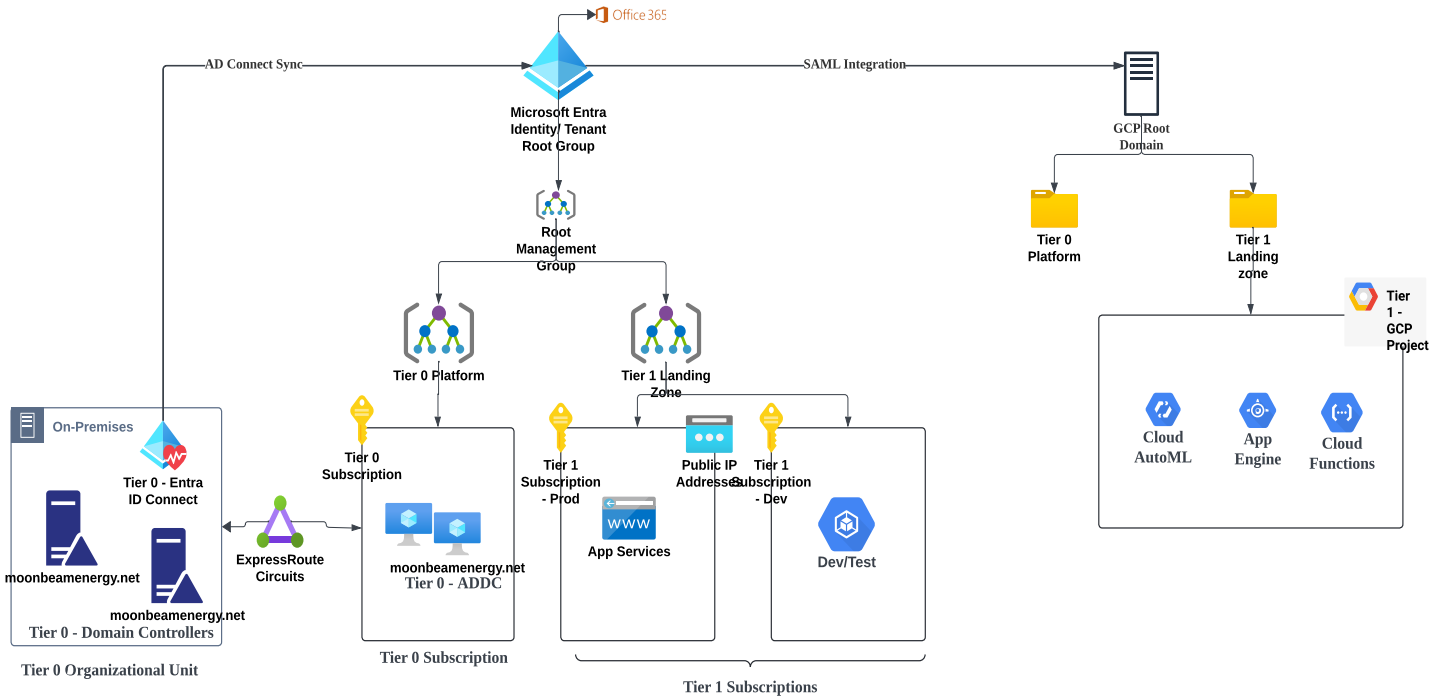 Office 365
AD Connect Sync
SAML Integration
Microsoft Entra
Identity/ Tenant
Root Group
GCP Root
Domain
Root
Management
Group
Tier 0
Platform
Tier 1
Landing
zone
Tier
1 -
GCP
Project
Tier 0 Platform
Tier 1 Landing
Zone
On-Premises
Tier 0 - Entra
ID Connect
Tier 0
Subscription
Tier 1
Subscription
- Prod
Public IP
Addresses
Tier 1
Subscription
- Dev
Cloud
AutoML
App
Engine
Cloud
Functions
WWW
App Services
Dev/Test
ExpressRoute
Circuits
moonbeamenergy.net
moonbeamenergy.net
Tier 0 - Domain Controllers
moonbeamenergy.net
Tier 0 - ADDC
Tier 0 Organizational Unit
Tier 0 Subscription
Tier 1 Subscriptions